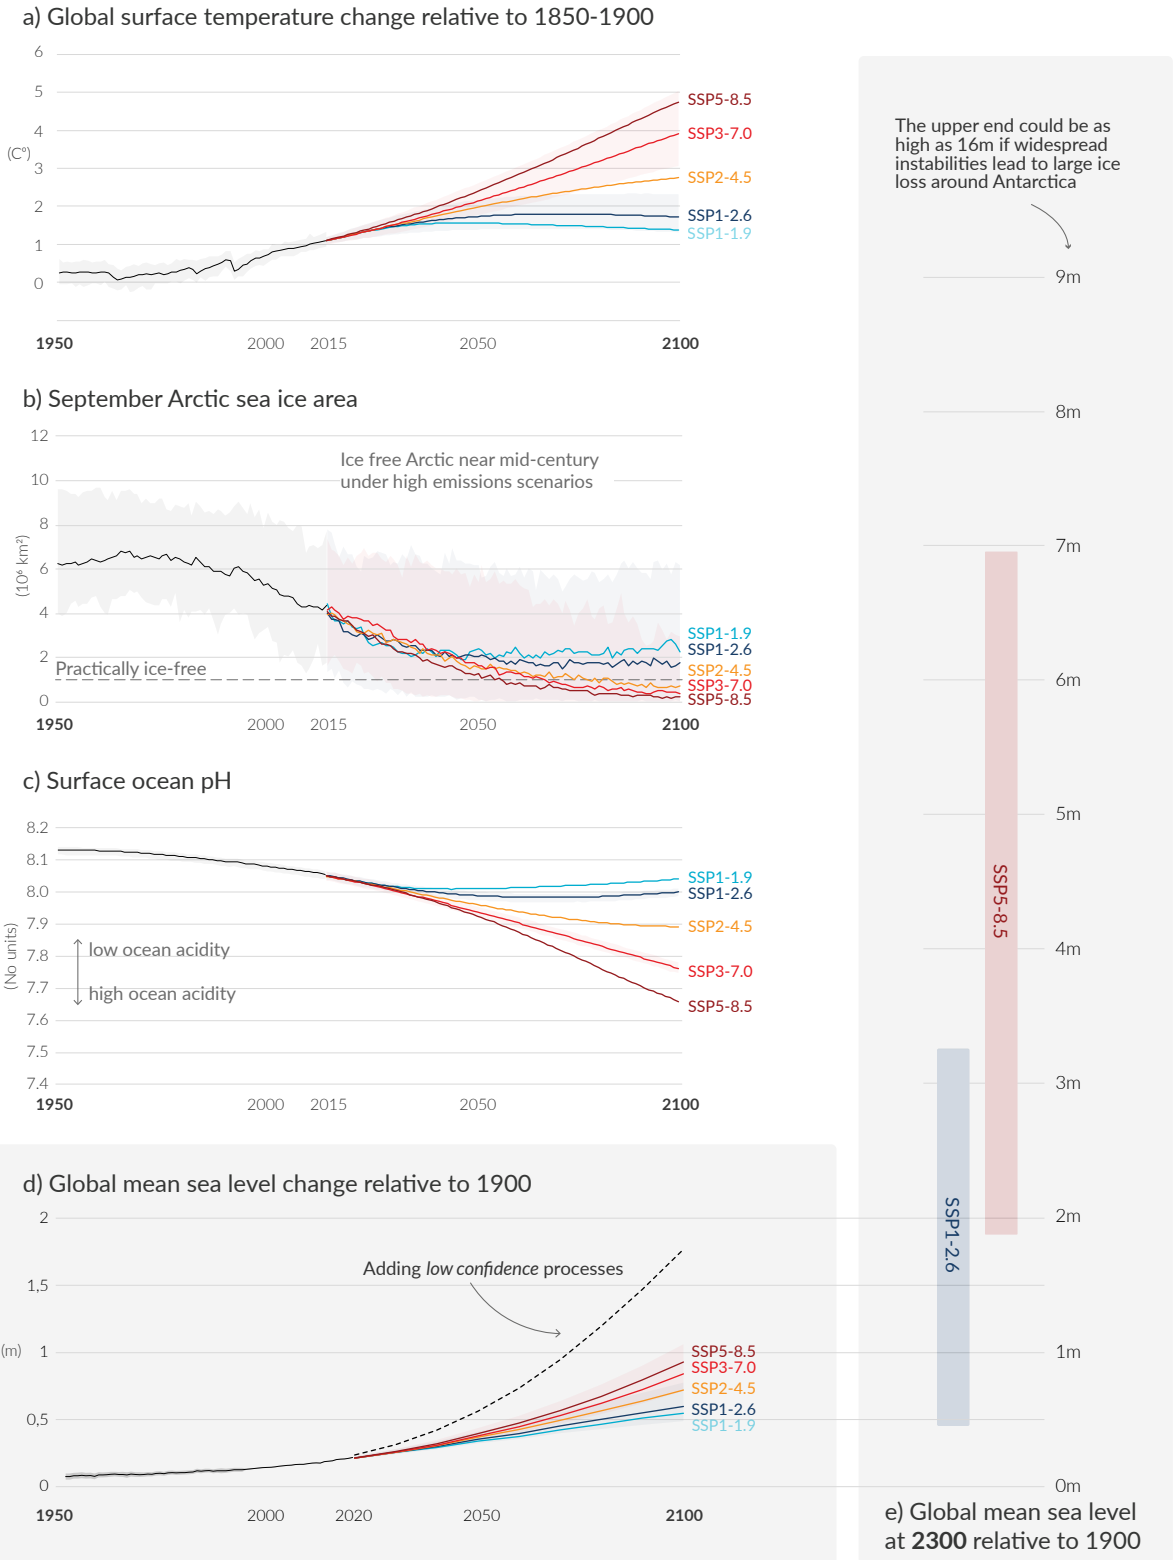 a) Global surface temperature change relative to 1850-1900
6
5
4
(C°)
3
2
1
0
SSP5-8.5
SSP3-7.0
SSP2-4.5
SSP1-2.6
SSP1-1.9
1950 2000 2015 2050 2100
b) September Arctic sea ice area
12
10
8
6
4
2
0
(10⁶ km²)
Ice free Arctic near mid-century
under high emissions scenarios
Practically ice-free
SSP1-1.9
SSP1-2.6
SSP2-4.5
SSP3-7.0
SSP5-8.5
1950 2000 2015 2050 2100
c) Surface ocean pH
8.2
8.1
8.0
7.9
7.8
7.7
7.6
7.5
7.4
(No units)
low ocean acidity
high ocean acidity
SSP1-1.9
SSP1-2.6
SSP2-4.5
SSP3-7.0
SSP5-8.5
1950 2000 2015 2050 2100
d) Global mean sea level change relative to 1900
2
1,5
(m) 1
0,5
0
Adding low confidence processes
SSP5-8.5
SSP3-7.0
SSP2-4.5
SSP1-2.6
SSP1-1.9
1950 2000 2020 2050 2100
The upper end could be as
high as 16m if widespread
instabilities lead to large ice
loss around Antarctica
9m
8m
7m
6m
5m
4m
3m
2m
1m
0m
SSP5-8.5
SSP1-2.6
e) Global mean sea level
at 2300 relative to 1900